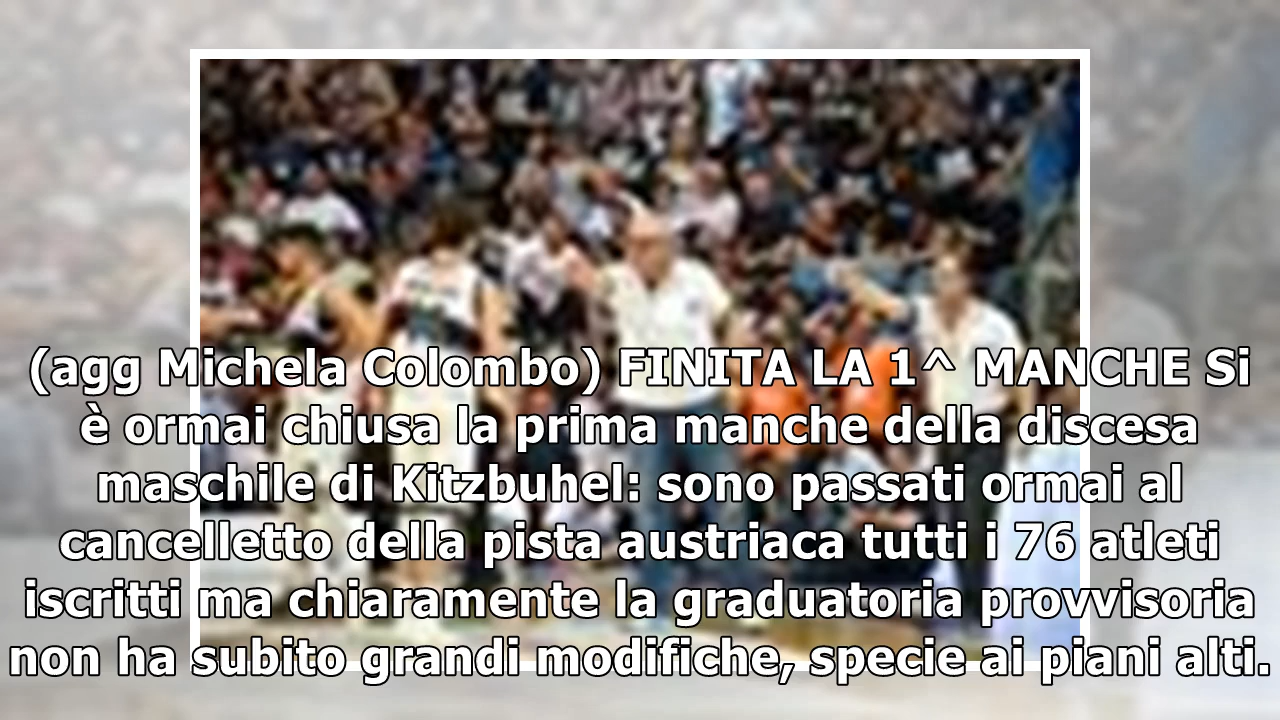 (agg Michela Colombo) FINITA LA 1^ MANCHE Si
è ormai chiusa la prima manche della discesa
maschile di Kitzbuhel: sono passati ormai al
cancelletto della pista austriaca tutti i 76 atleti
iscritti ma chiaramente la graduatoria provvisoria
non ha subito grandi modifiche, specie ai piani alti.